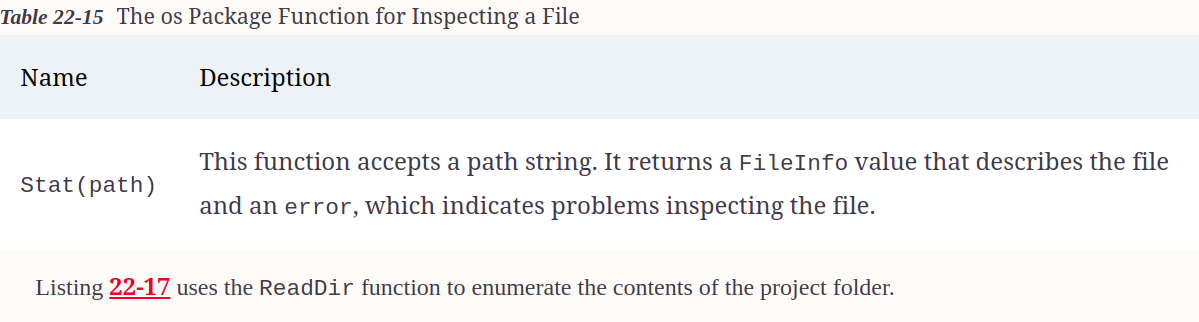 Table 22-15 The os Package Function for Inspecting a File
Name Description
This function accepts a path string. It returns a FileInfo value that describes the file
Stat(path)
and an error, which indicates problems inspecting the file.
Listing 22-17 uses the ReadDir function to enumerate the contents of the project folder.